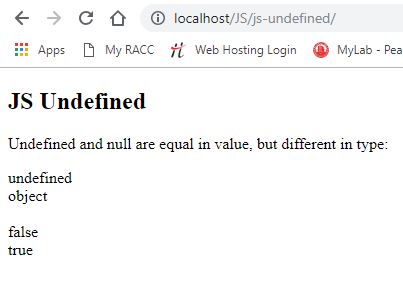 localhost/JS/js-undefined/
Apps My RACC Web Hosting Login MyLab - Pea
JS Undefined
Undefined and null are equal in value, but different in type:
undefined
object
false
true